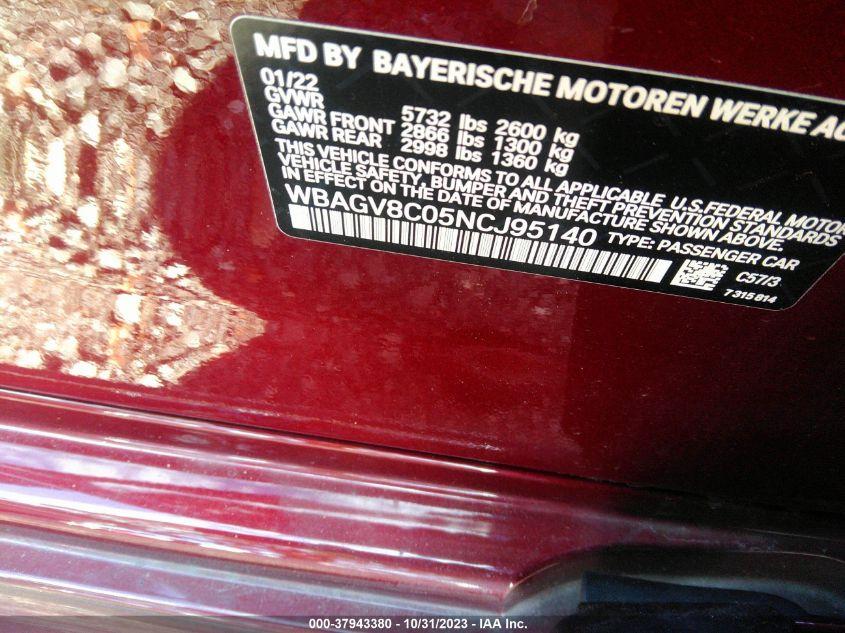 MFD BY BAYERISCHE MOTOREN WERKE AG
01/22
GVWR 5732 lbs 2600 kg
GAWR FRONT 2866 lbs 1300 kg
GAWR REAR 2998 lbs 1360 kg
THIS VEHICLE CONFORMS TO ALL APPLICABLE U.S.FEDERAL MOTOR
VEHICLE SAFETY, BUMPER, AND THEFT PREVENTION STANDARDS
IN EFFECT ON THE DATE OF MANUFACTURE SHOWN ABOVE.
WBAGV8C05NCJ95140 TYPE: PASSENGER CAR
C57/3
7 315 814
000-37943380 - 10/31/2023 - IAA Inc.